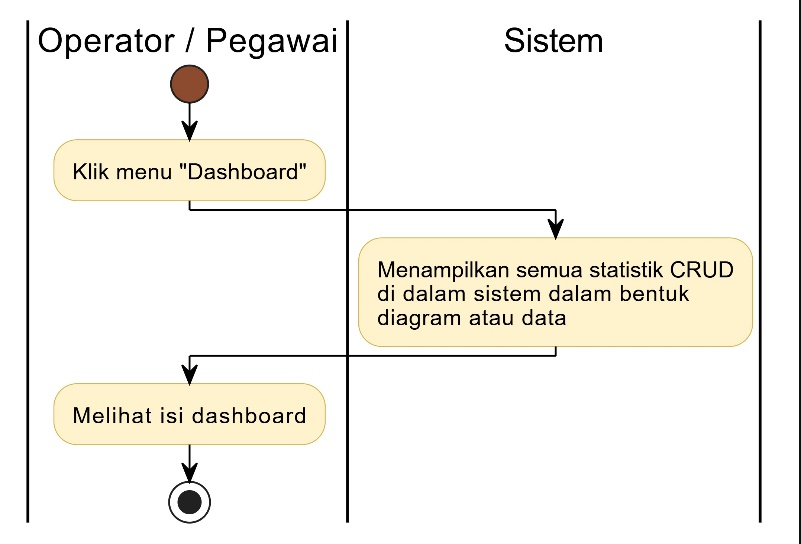 Operator / Pegawai
Sistem
Klik menu "Dashboard"
Menampilkan semua statistik CRUD
di dalam sistem dalam bentuk
diagram atau data
Melihat isi dashboard